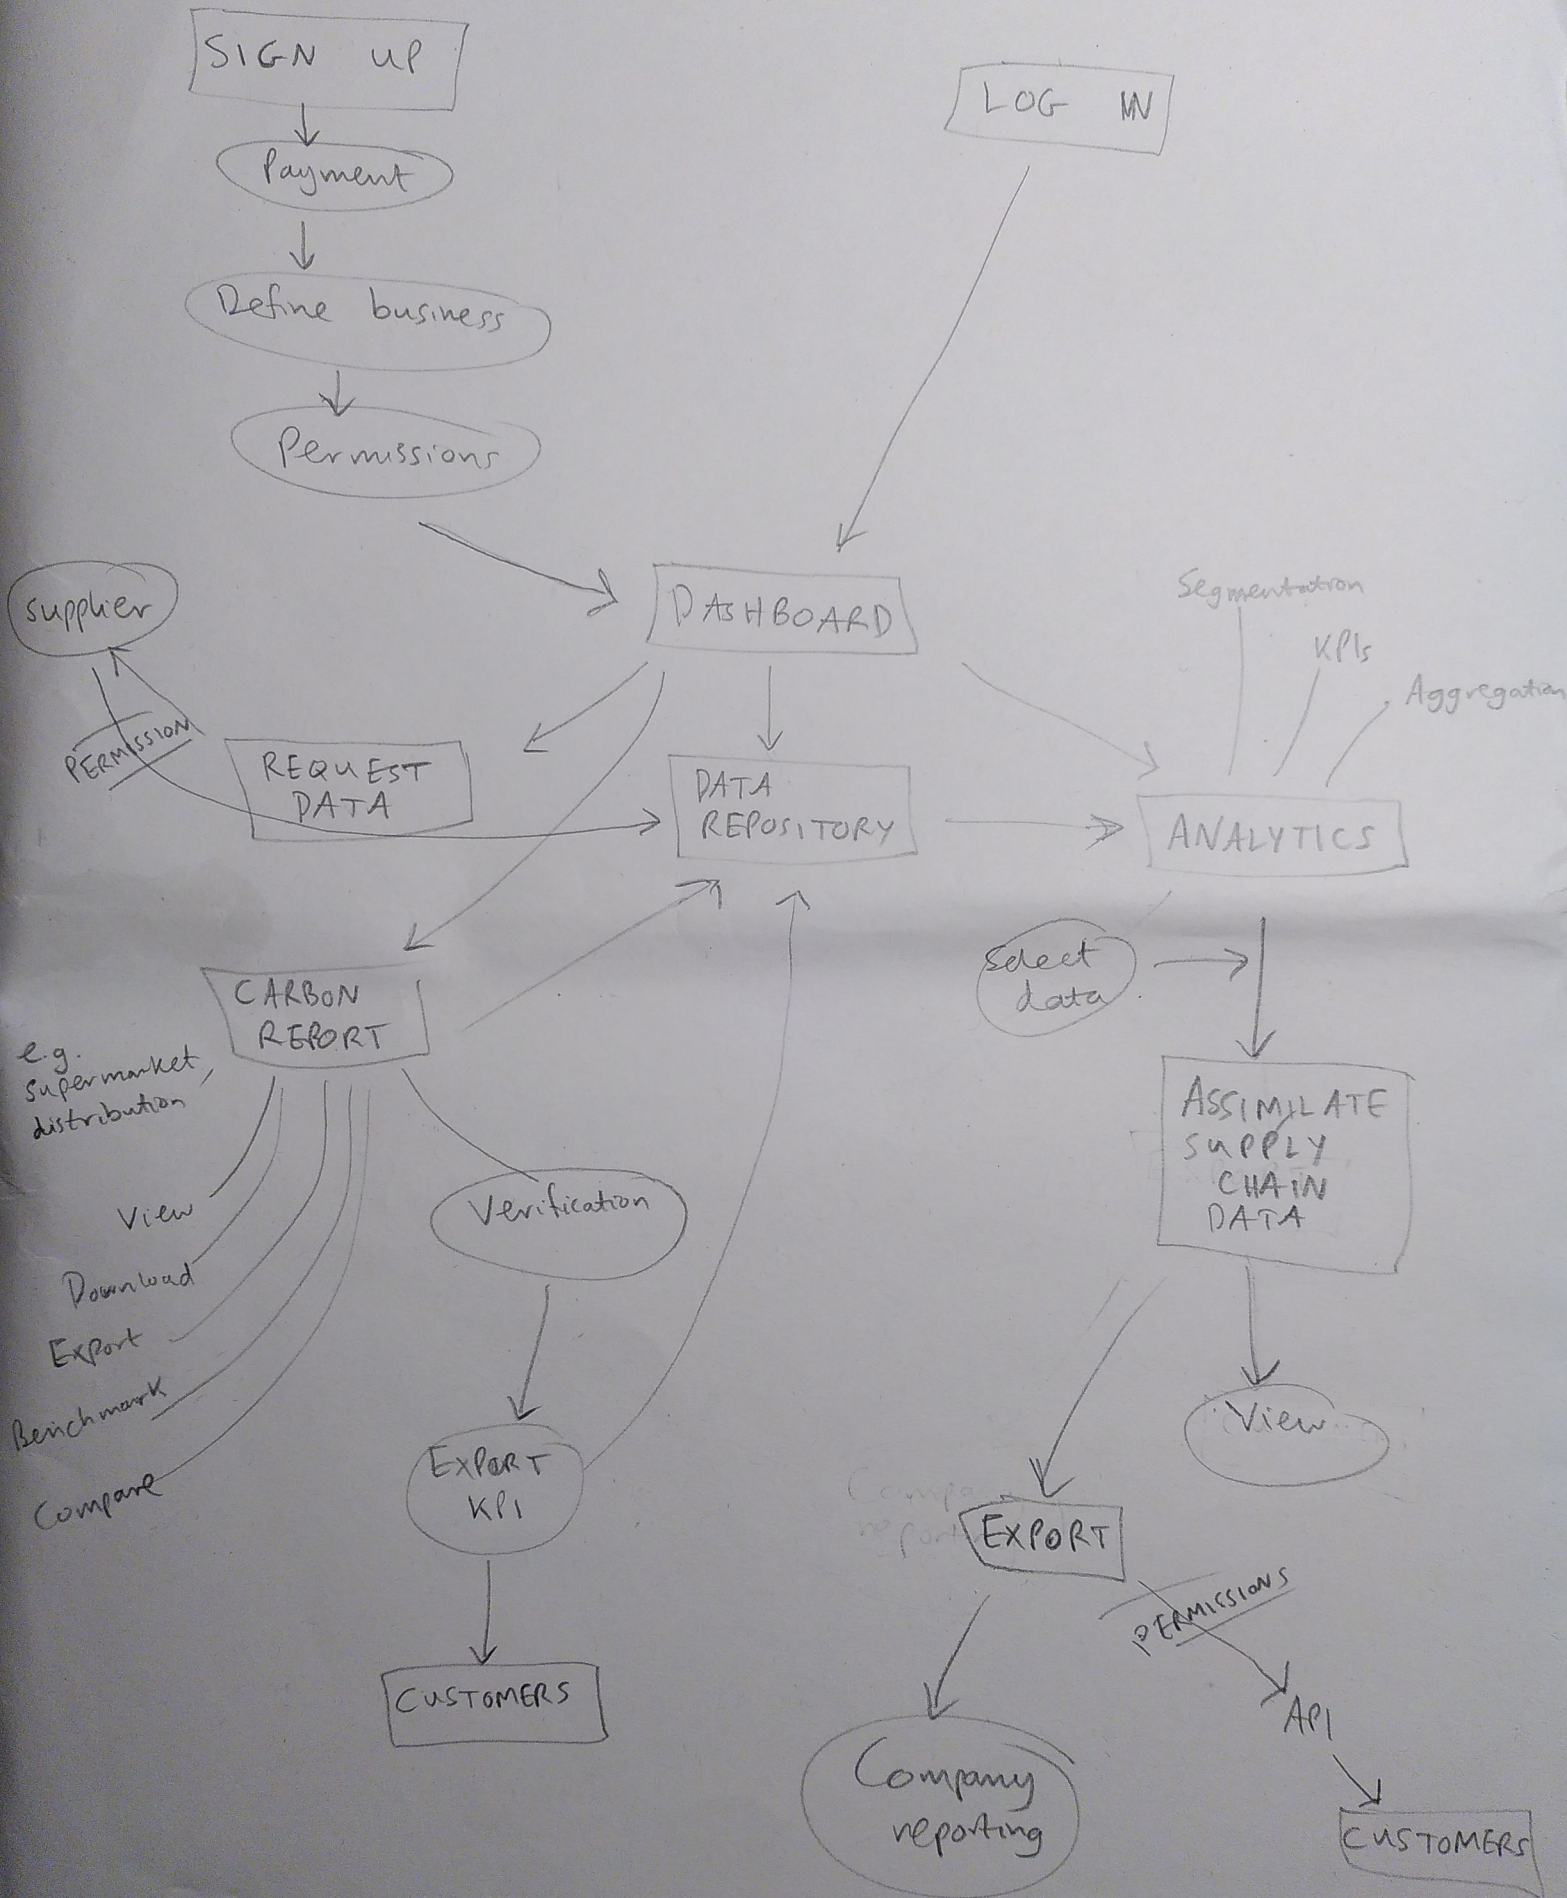 SIGN UP
LOG IN
Payment
Define business
Permissions
Supplier
DASHBOARD
Segmentation
KPIs
Aggregation
PERMISSION
REQUEST
DATA
DATA
REPOSITORY
ANALYTICS
Select
data
CARBON
REPORT
e.g.
supermarket
distribution
ASSIMILATE
SUPPLY
CHAIN
DATA
View
Verification
Download
Export
Benchmark
Compare
View
EXPORT
KPI
Compa
report
EXPORT
PERMISSIONS
CUSTOMERS
API
Company
reporting
CUSTOMERS